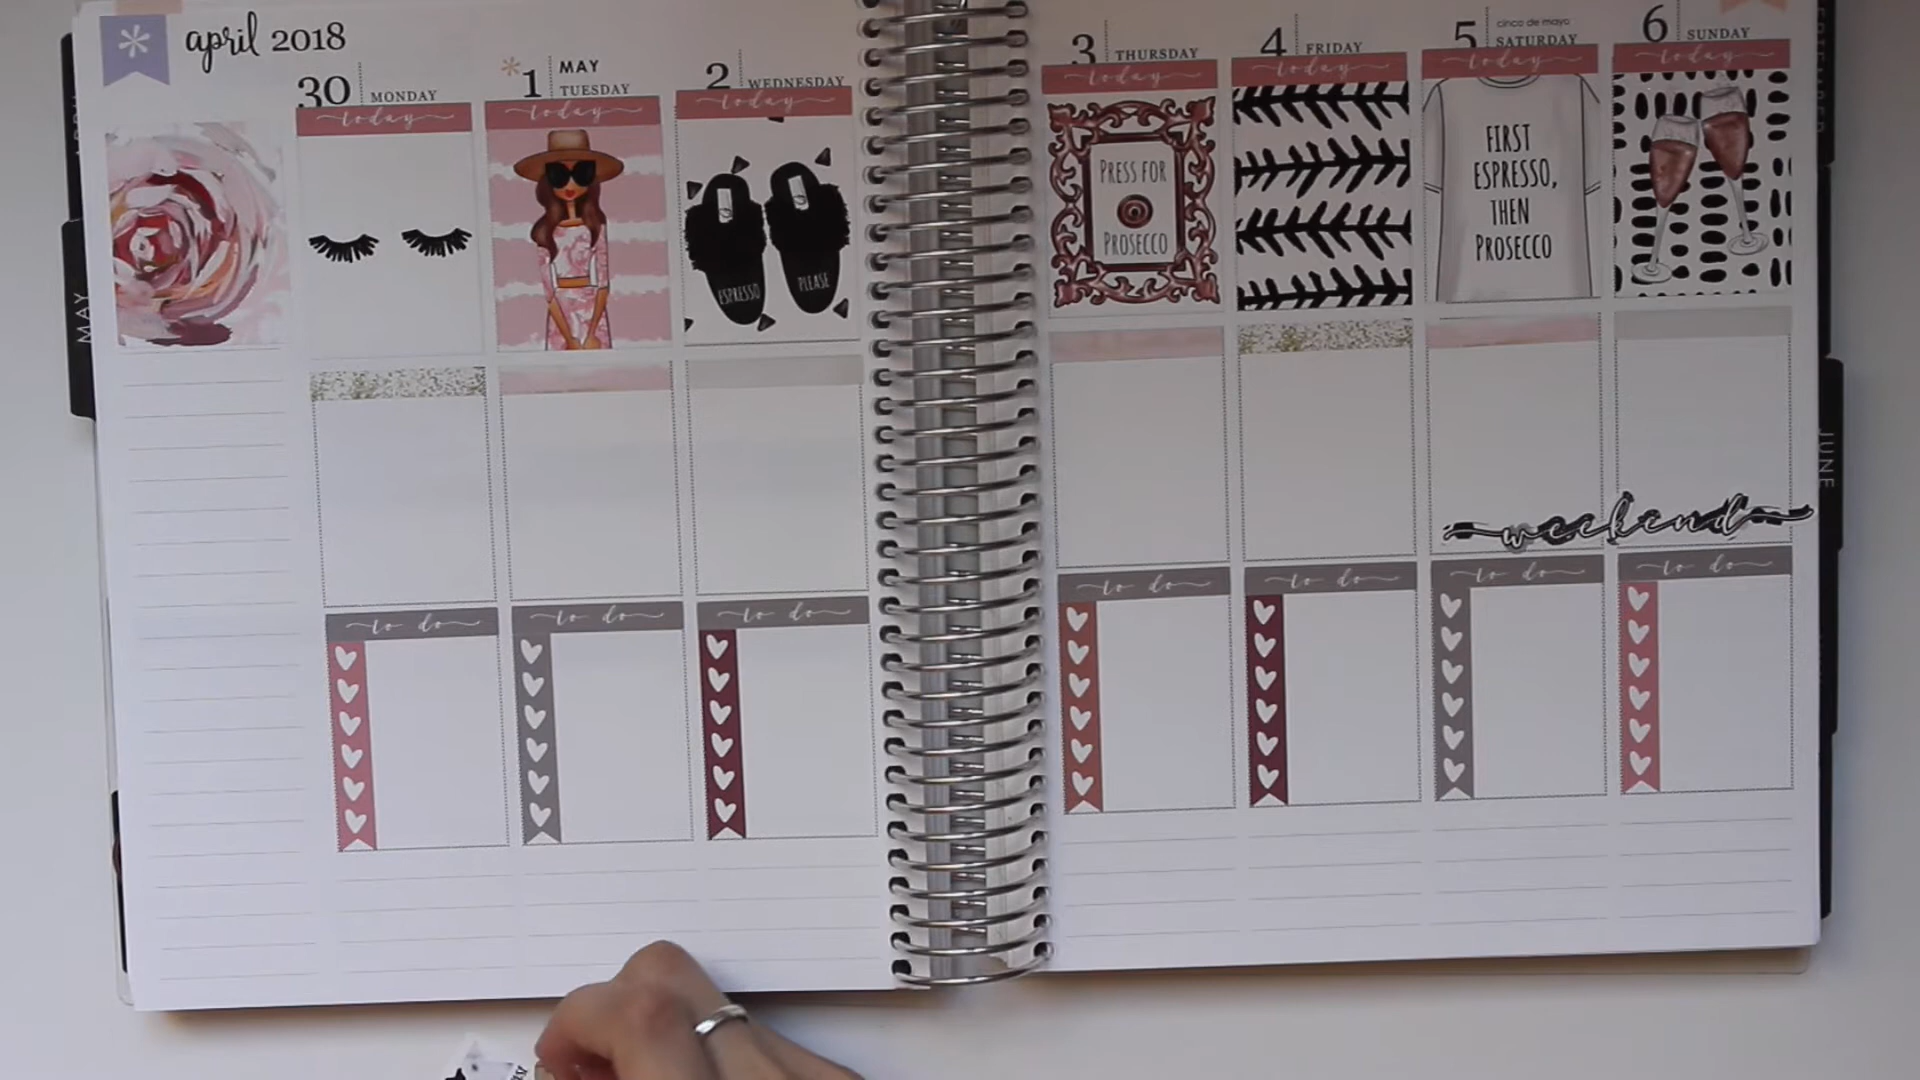 april 2018
30 MONDAY
1 MAY TUESDAY
2 WEDNESDAY
3 THURSDAY
4 FRIDAY
5 cinco de mayo SATURDAY
6 SUNDAY
today
today
today
today
today
today
today
ESPRESSO PLEASE
PRESS FOR
PROSECCO
FIRST
ESPRESSO,
THEN
PROSECCO
MAY
JUNE
weekend
to do
to do
to do
to do
to do
to do
to do